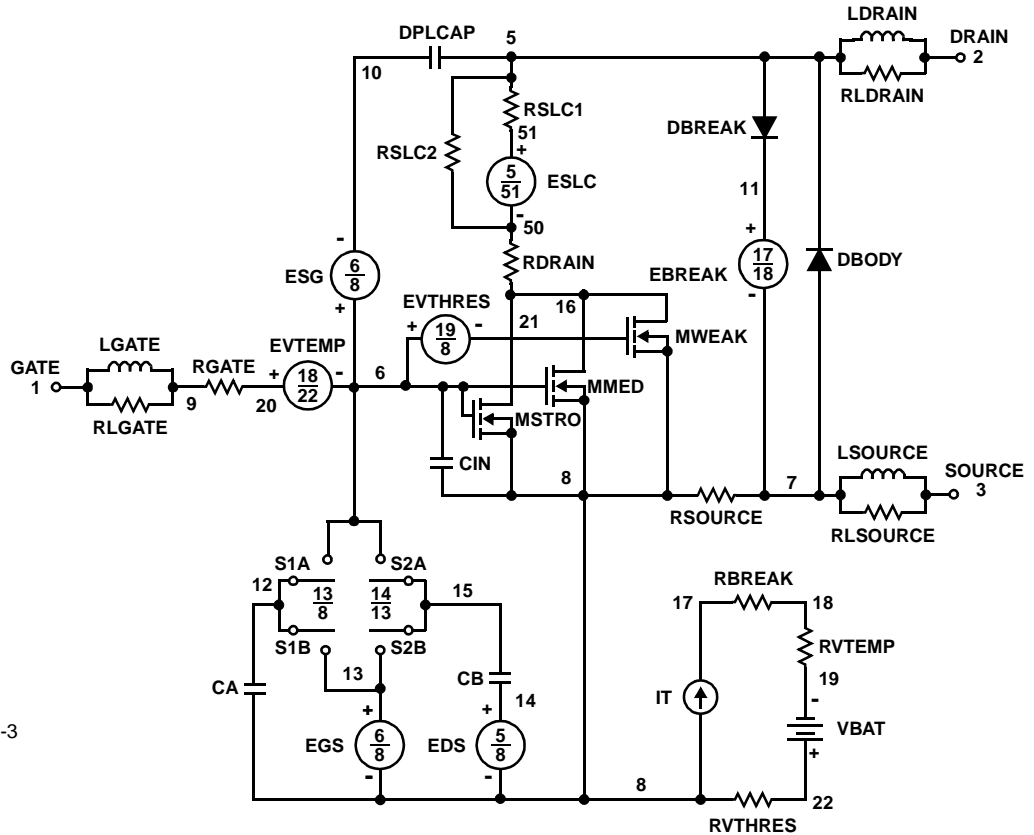 LDRAIN
DPLCAP 5 DRAIN
10 2
RSLC1 RLDRAIN
51 DBREAK
+
RSLC2
5
51 ESLC
11
-
50
- +
RDRAIN 17
18 DBODY
6
8 EBREAK
ESG
EVTHRES 16 -
+ + 19
8 - 21
MWEAK
LGATE EVTEMP
GATE RGATE + 18
22 - 6
1 MMED
9 20 MSTRO
RLGATE
LSOURCE
CIN 8 7 SOURCE
3
RSOURCE
RLSOURCE
S1A S2A RBREAK
12 13
8 14
13 15 17 18
RVTEMP
S1B S2B
13 CB 19
CA 14 IT -
-3 + + VBAT
EGS 6
8 EDS 5
8 +
- - 8
22
RVTHRES